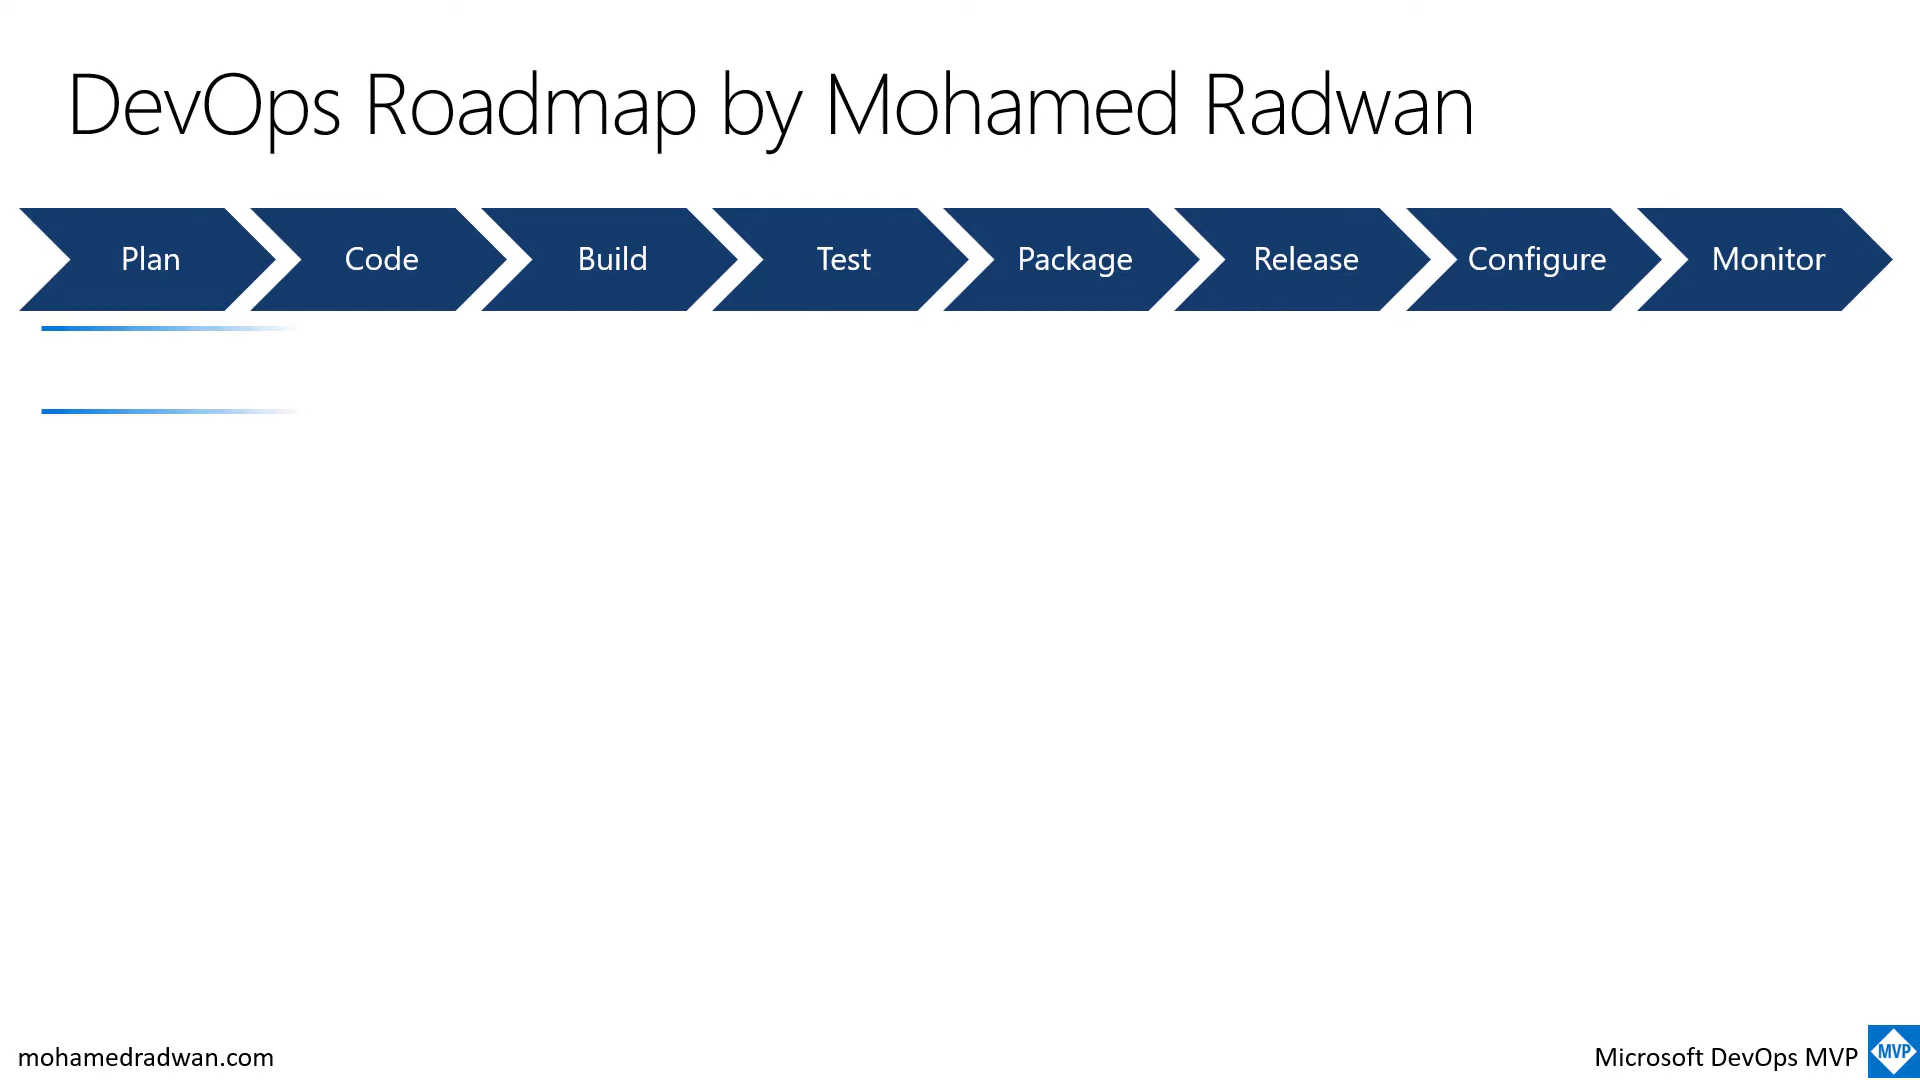 DevOps Roadmap by Mohamed Radwan
Plan
Code
Build
Test
Package
Release
Configure
Monitor
mohamedradwan.com
Microsoft DevOps MVP
MVP